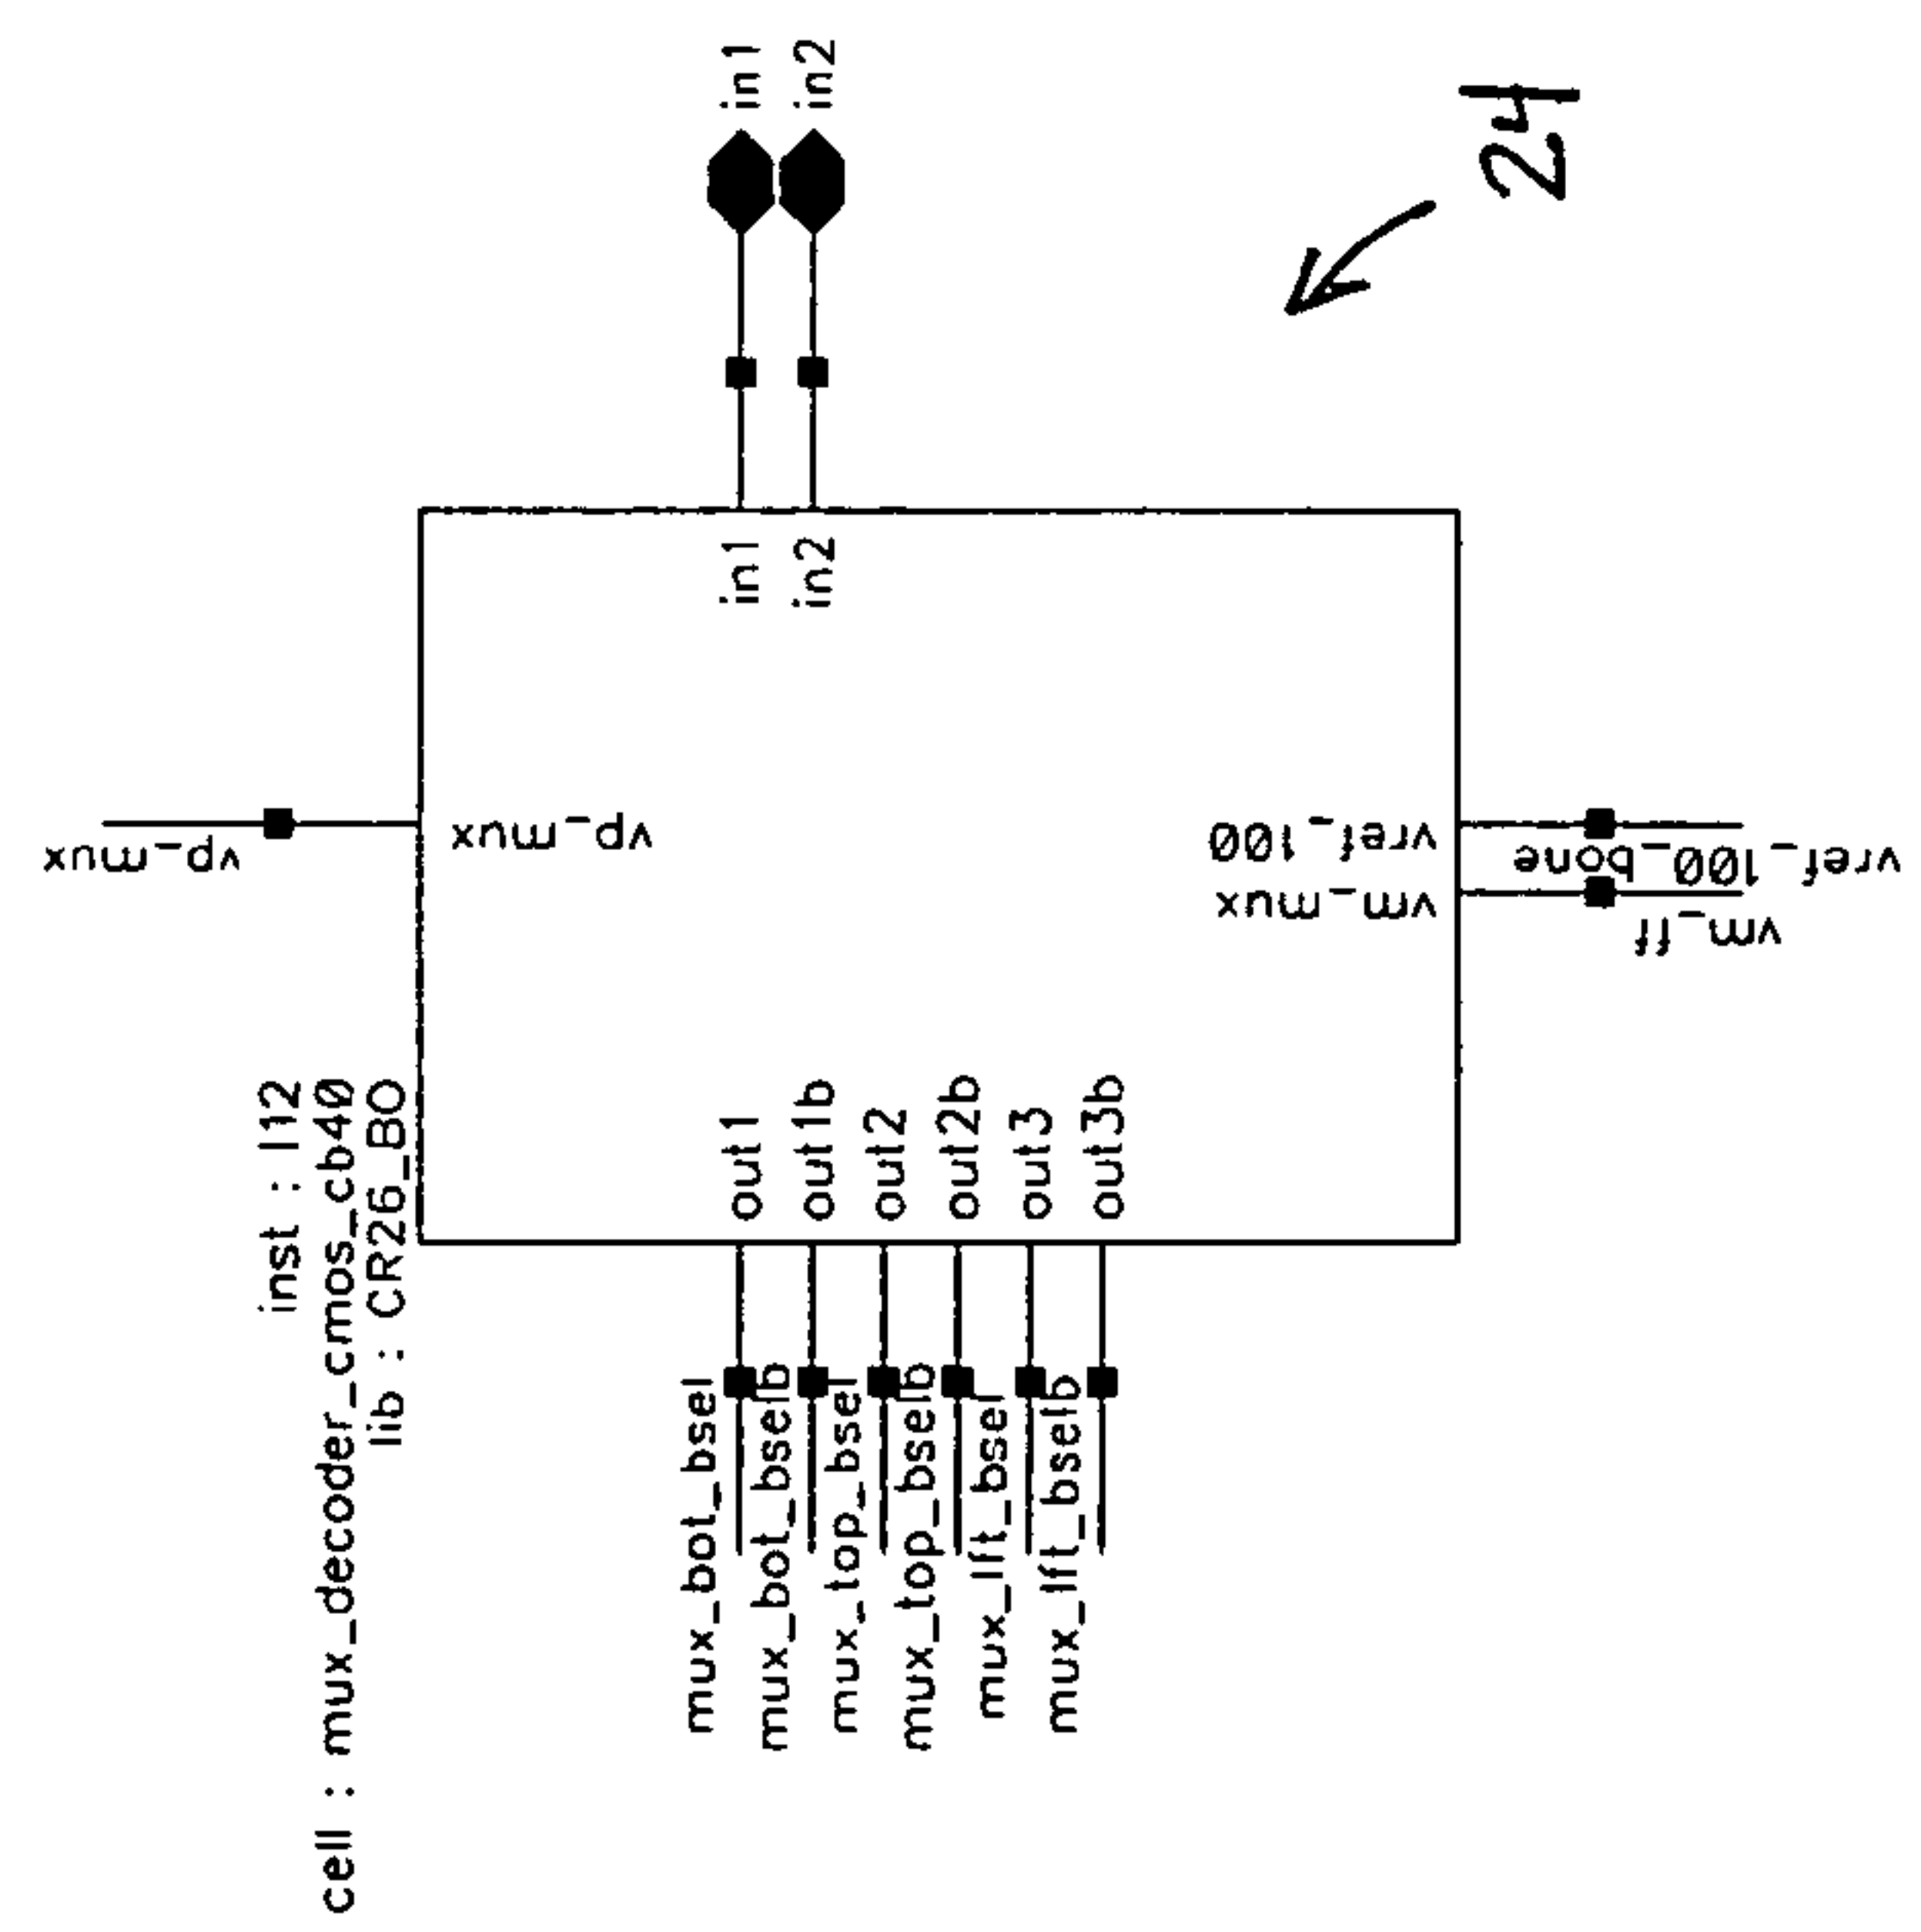 inst : I12
cell : mux_decoder_cmos_cb40
lib : CR26_BO
vp_mux
vp_mux
mux_bot_bsel
out1
in1
in1
mux_bot_bselb
out1b
in2
in2
mux_top_bsel
out2
mux_top_bselb
out2b
mux_lft_bsel
out3
mux_lft_bselb
out3b
vref_100
vm_mux
vref_100_bone
vm_ff
24